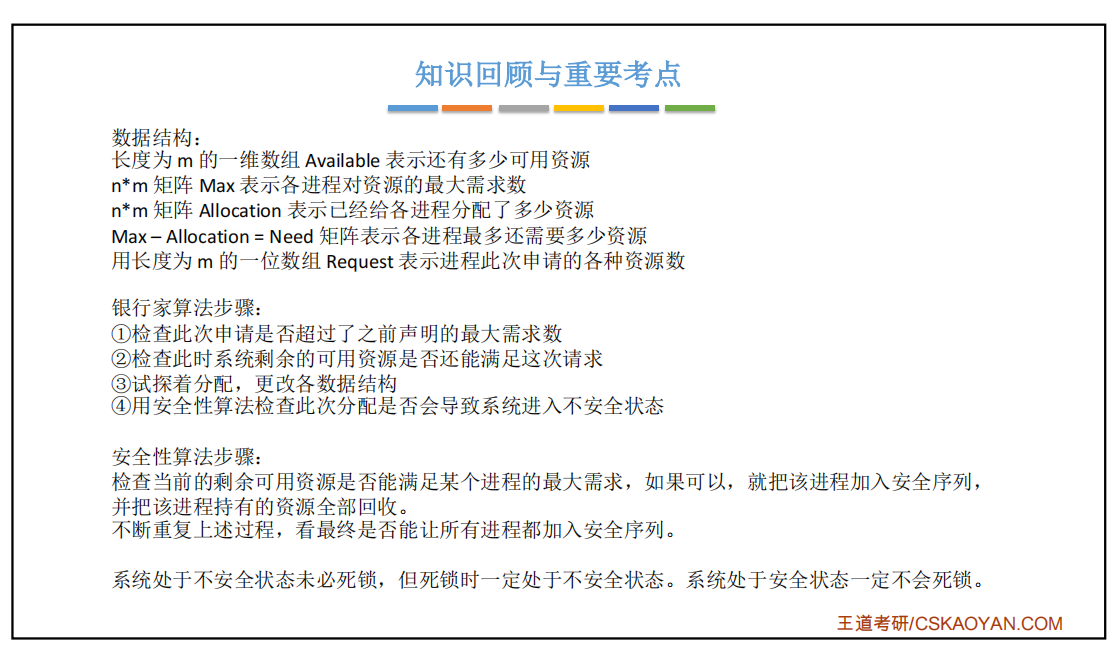 知识回顾与重要考点
数据结构：
长度为 m 的一维数组 Available 表示还有多少可用资源
n*m 矩阵 Max 表示各进程对资源的最大需求数
n*m 矩阵 Allocation 表示已经给各进程分配了多少资源
Max – Allocation = Need 矩阵表示各进程最多还需要多少资源
用长度为 m 的一位数组 Request 表示进程此次申请的各种资源数
银行家算法步骤：
①检查此次申请是否超过了之前声明的最大需求数
②检查此时系统剩余的可用资源是否还能满足这次请求
③试探着分配，更改各数据结构
④用安全性算法检查此次分配是否会导致系统进入不安全状态
安全性算法步骤：
检查当前的剩余可用资源是否能满足某个进程的最大需求，如果可以，就把该进程加入安全序列，
并把该进程持有的资源全部回收。
不断重复上述过程，看最终是否能让所有进程都加入安全序列。
系统处于不安全状态未必死锁，但死锁时一定处于不安全状态。系统处于安全状态一定不会死锁。
王道考研/CSKAOYAN.COM